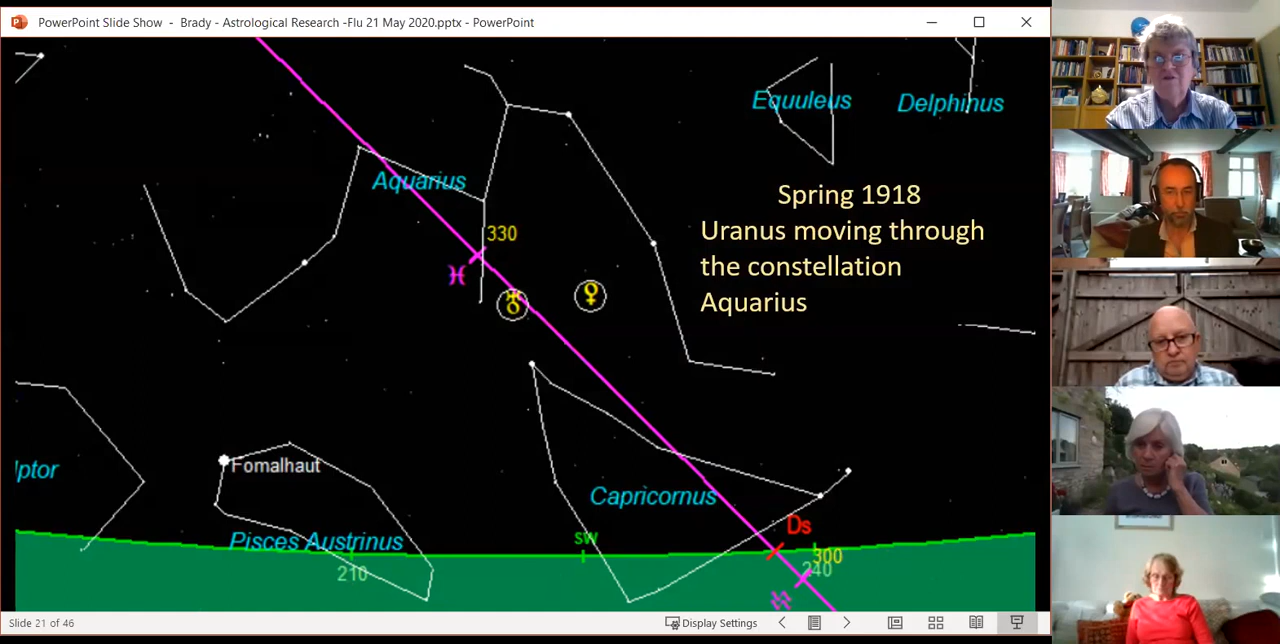 PowerPoint Slide Show - Brady - Astrological Research -Flu 21 May 2020.pptx - PowerPoint
Equuleus
Delphinus
Aquarius
Spring 1918
Uranus moving through
the constellation
Aquarius
330
lptor
Fomalhaut
Capricornus
Pisces Austrinus
SW
Ds
300
210
240
Slide 21 of 46
Display Settings